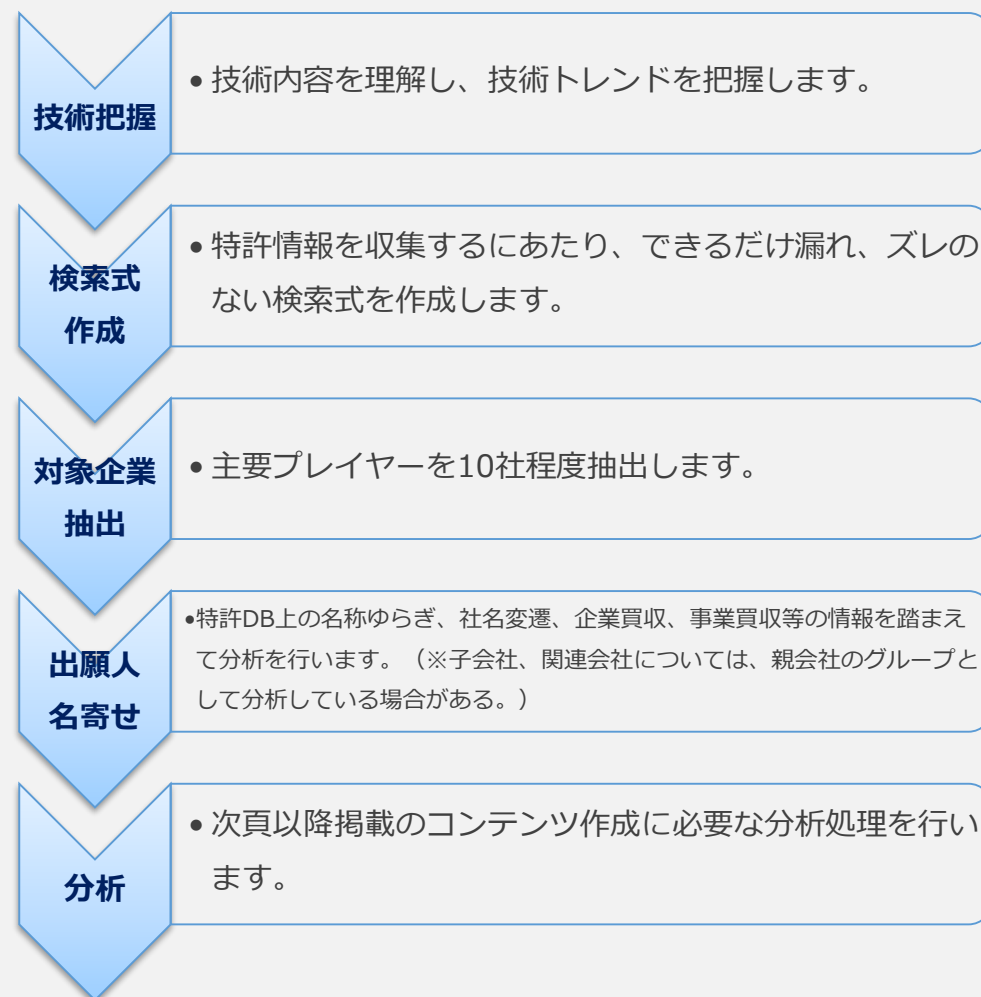 技術把握
• 技術内容を理解し、技術トレンドを把握します。
検索式
作成
• 特許情報を収集するにあたり、できるだけ漏れ、ズレの
ない検索式を作成します。
対象企業
抽出
• 主要プレイヤーを10社程度抽出します。
出願人
名寄せ
•特許DB上の名称ゆらぎ、社名変遷、企業買収、事業買収等の情報を踏まえ
て分析を行います。（※子会社、関連会社については、親会社のグループと
して分析している場合がある。）
分析
• 次頁以降掲載のコンテンツ作成に必要な分析処理を行い
ます。